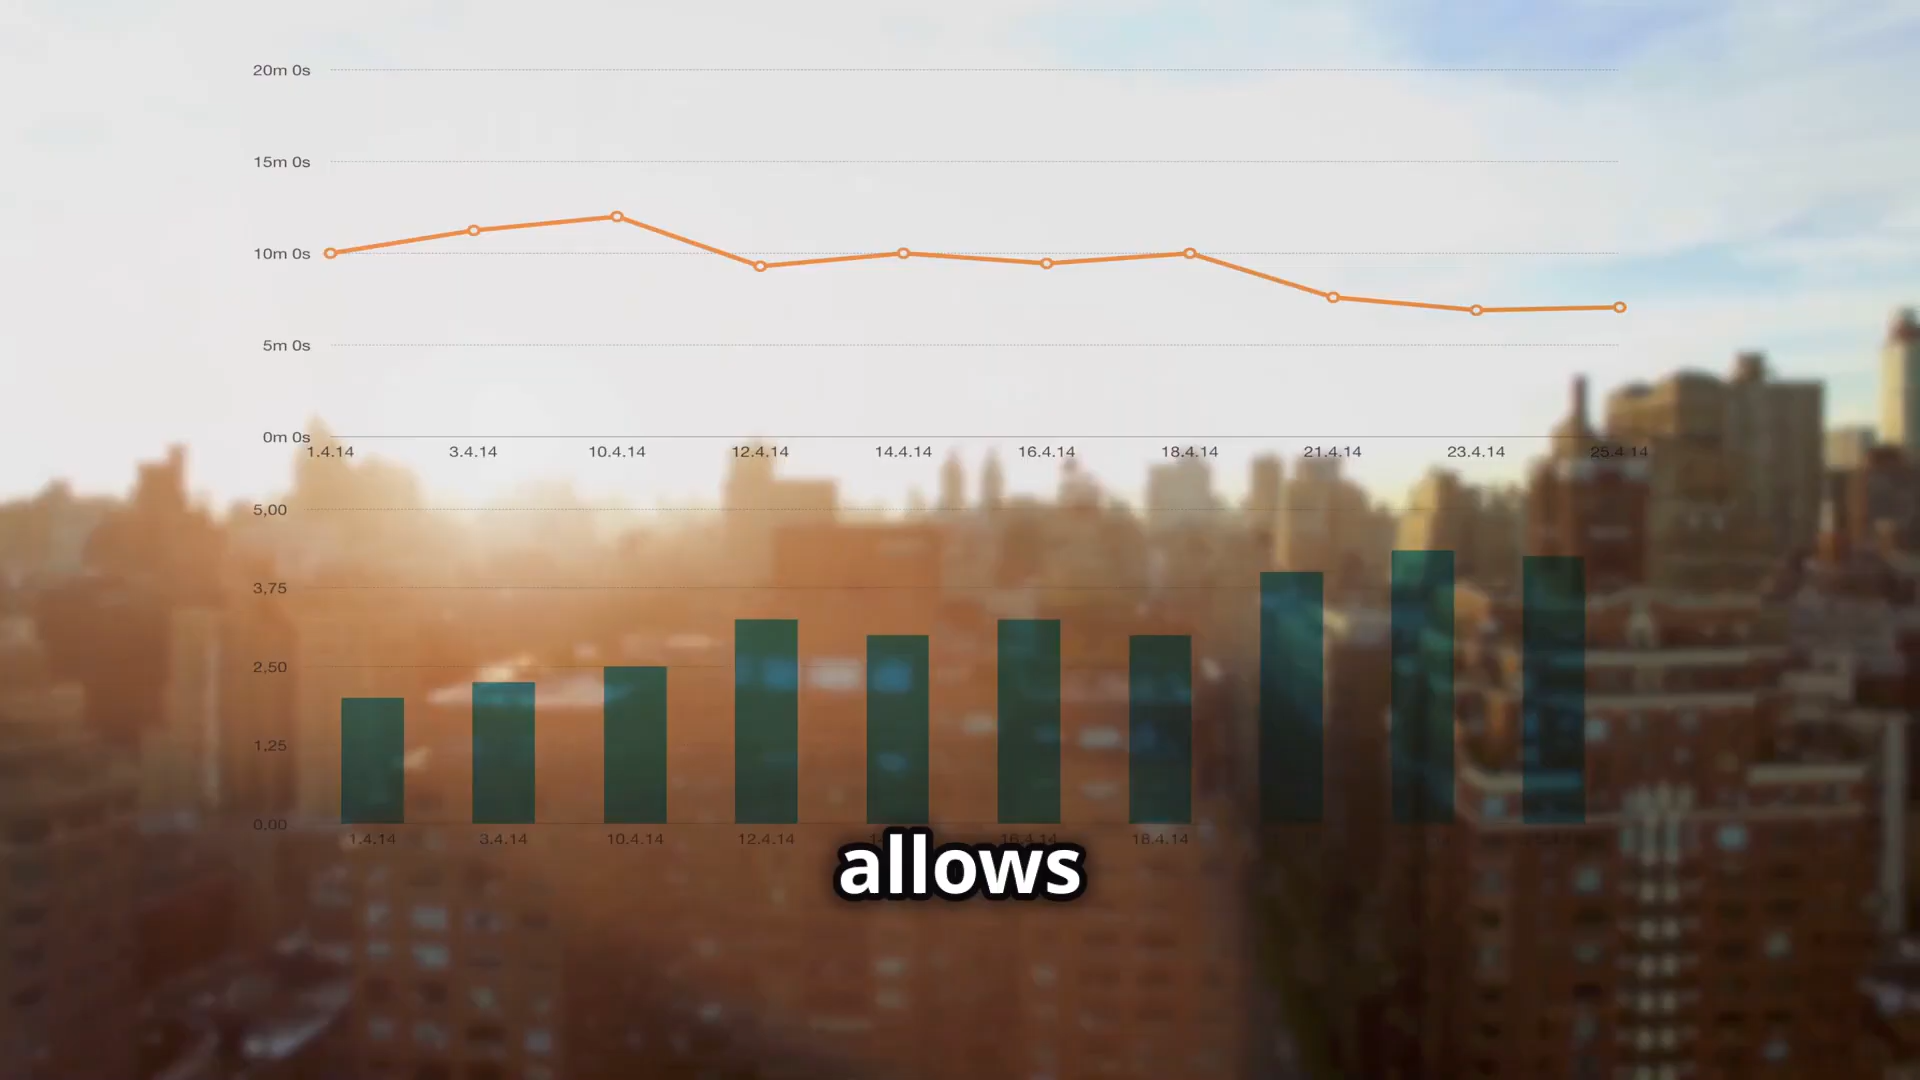 20m 0s
15m 0s
10m 0s
5m 0s
0m 0s
1.4.14 3.4.14 10.4.14 12.4.14 14.4.14 16.4.14 18.4.14 21.4.14 23.4.14 25.4.14
5,00
3,75
2,50
1,25
0,00
1.4.14 3.4.14 10.4.14 12.4.14 16.4.14 18.4.14
allows